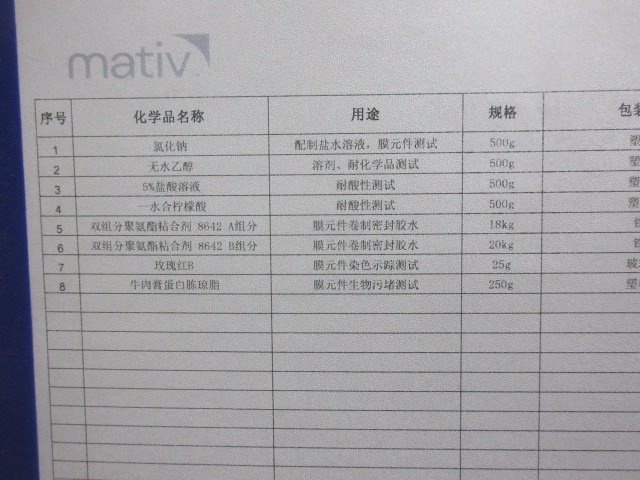 mativ
序号 化学品名称 用途 规格 包装
1 氯化钠 配制盐水溶液，膜元件测试 500g 塑
2 无水乙醇 溶剂、耐化学品测试 500g 塑
3 5%盐酸溶液 耐酸性测试 500g 塑
4 一水合柠檬酸 耐酸性测试 500g 塑
5 双组分聚氨酯粘合剂 8642 A组分 膜元件卷制密封胶水 18kg
6 双组分聚氨酯粘合剂 8642 B组分 膜元件卷制密封胶水 20kg
7 玫瑰红B 膜元件染色示踪测试 25g 玻
8 牛肉膏蛋白胨琼脂 膜元件生物污堵测试 250g 塑